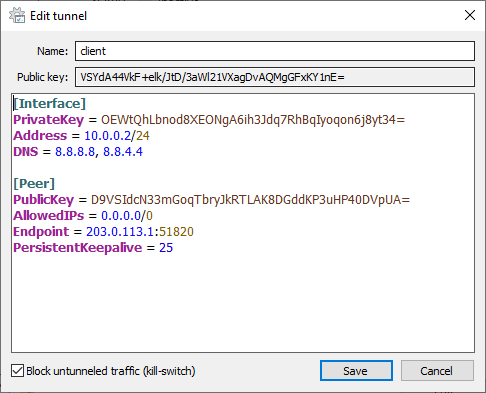 Edit tunnel
Name: client
Public key: VSYdA44VkF+elk/JtD/3aWl21VXagDvAQMgGFxKY1nE=
[Interface]
PrivateKey = OEWtQhLbnod8XEONgA6ih3Jdq7RhBqIyoqon6j8yt34=
Address = 10.0.0.2/24
DNS = 8.8.8.8, 8.8.4.4
[Peer]
PublicKey = D9VSIdcN33mGoqTbryJkRTLAK8DGddKP3uHP40DVpUA=
AllowedIPs = 0.0.0.0/0
Endpoint = 203.0.113.1:51820
PersistentKeepalive = 25
Block untunneled traffic (kill-switch)
Save
Cancel